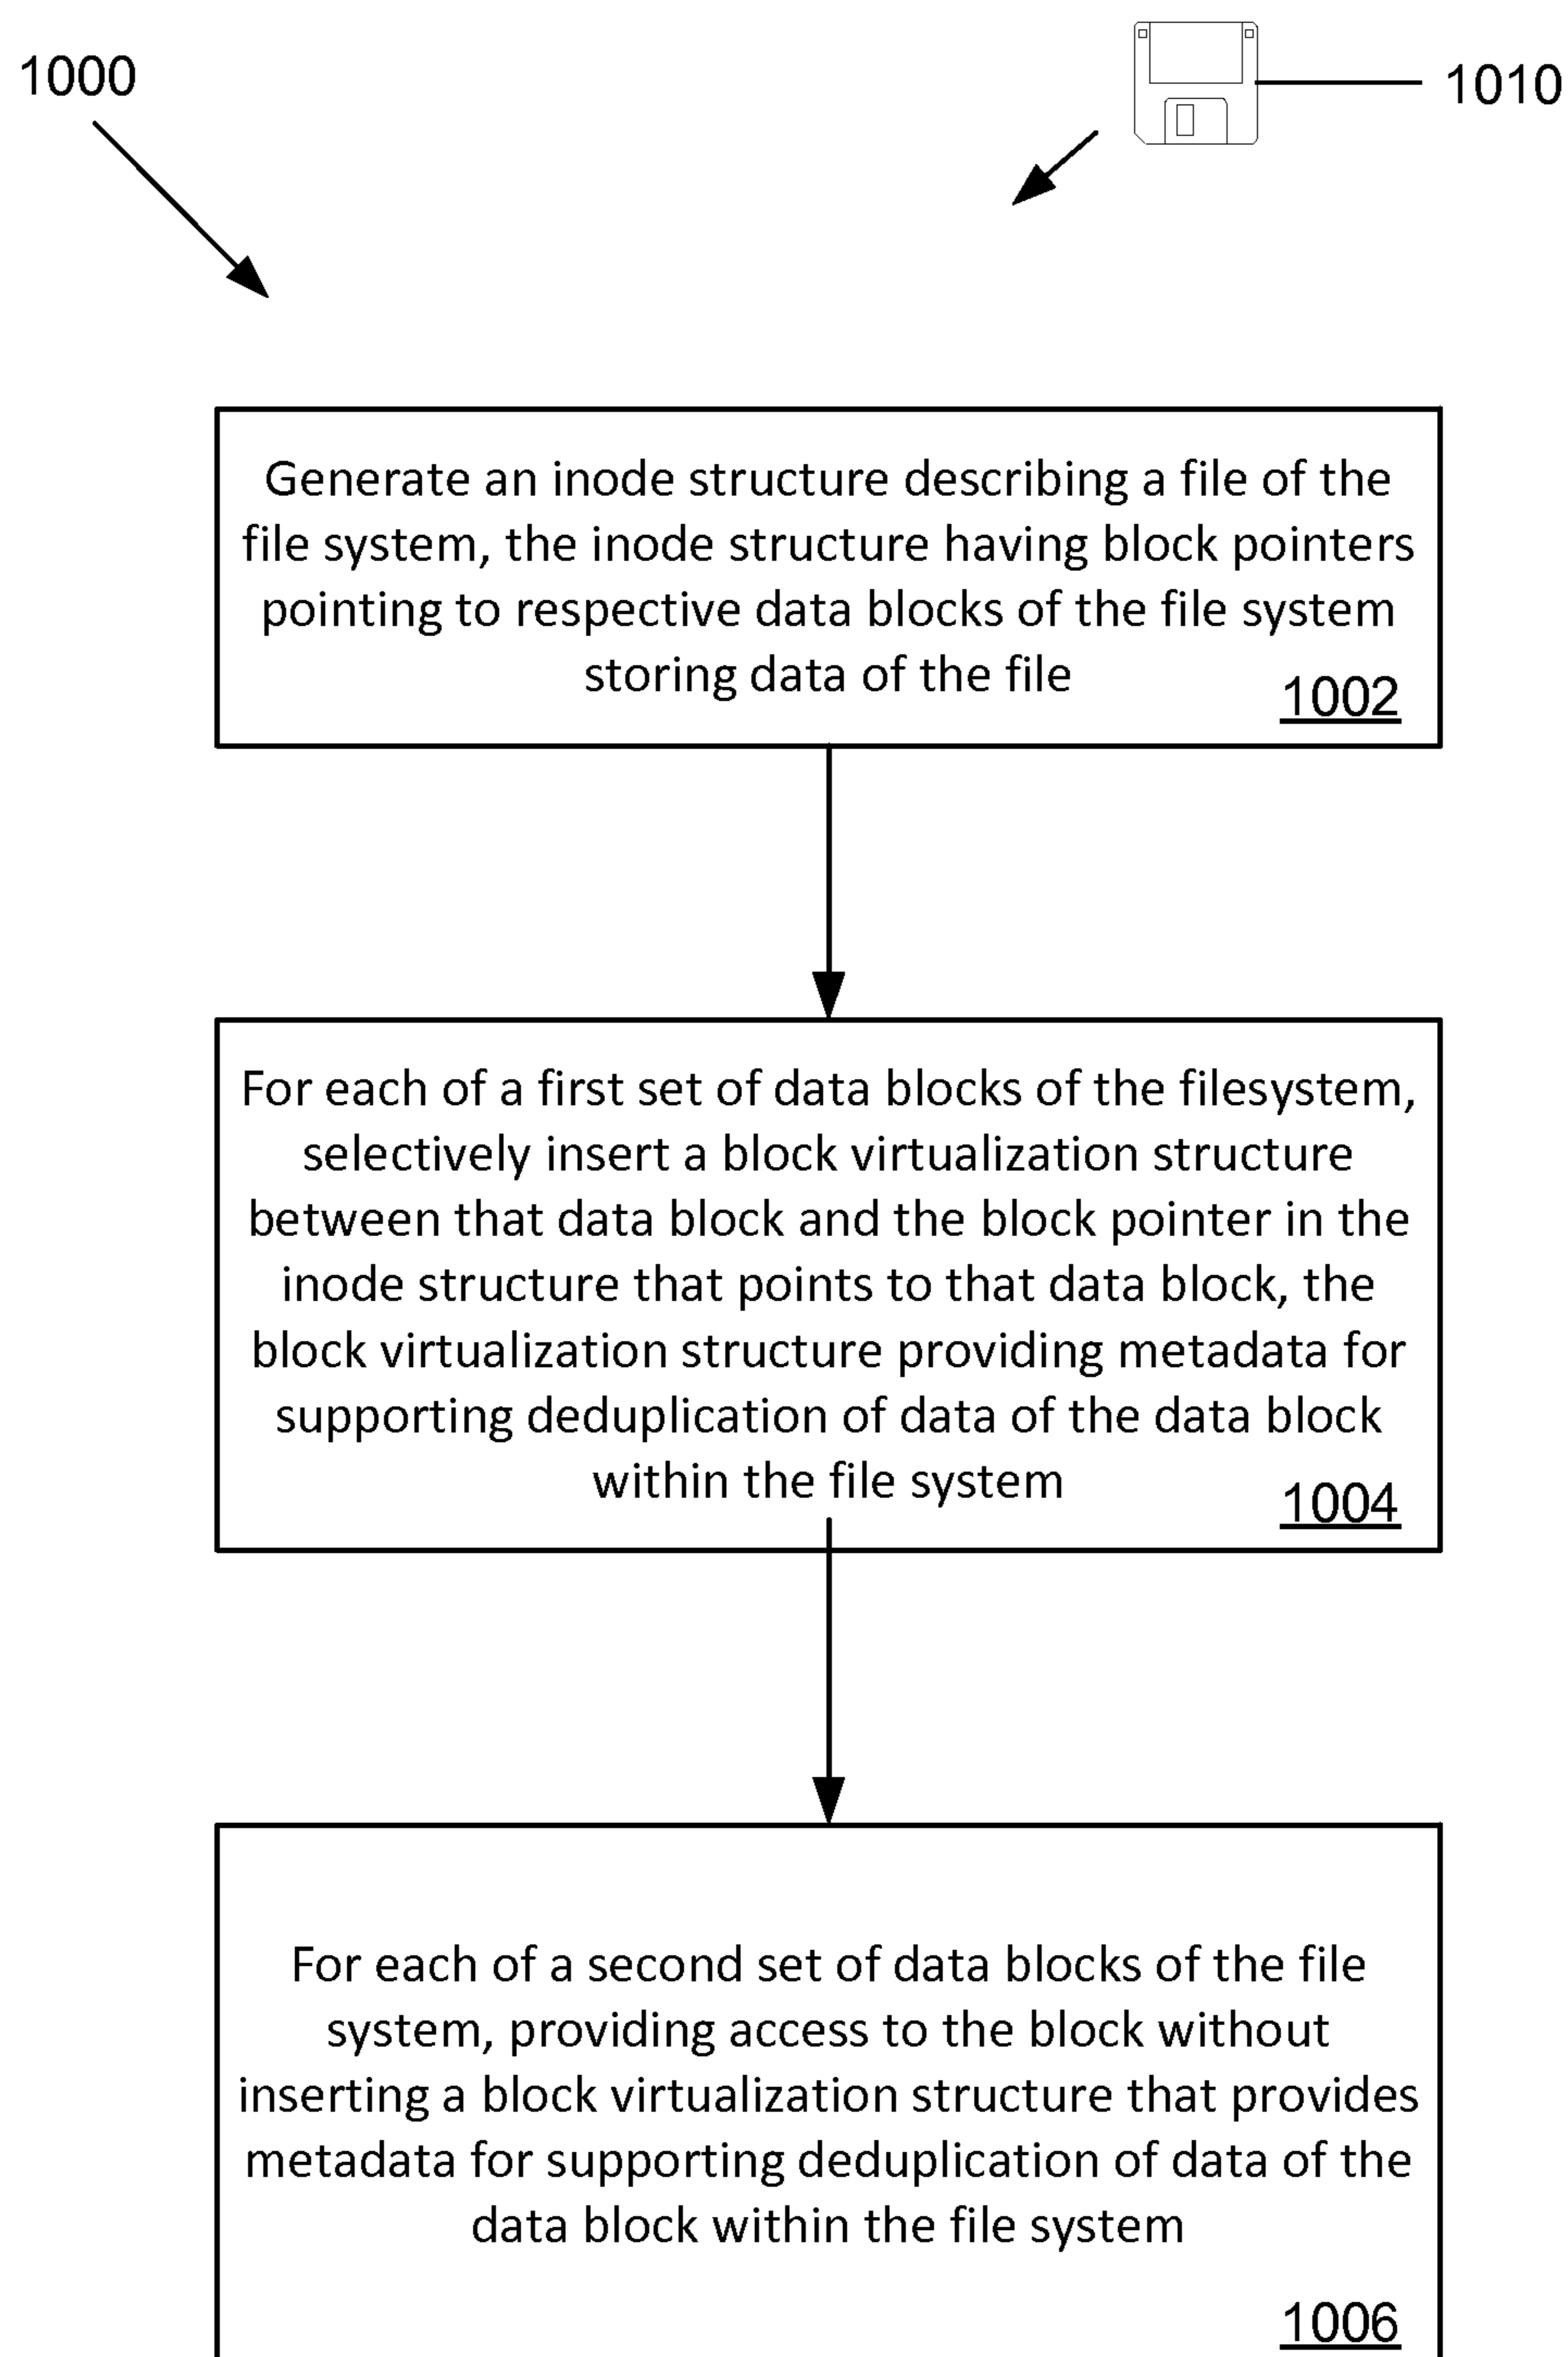 1000
1010
Generate an inode structure describing a file of the
file system, the inode structure having block pointers
pointing to respective data blocks of the file system
storing data of the file
1002
For each of a first set of data blocks of the filesystem,
selectively insert a block virtualization structure
between that data block and the block pointer in the
inode structure that points to that data block, the
block virtualization structure providing metadata for
supporting deduplication of data of the data block
within the file system
1004
For each of a second set of data blocks of the file
system, providing access to the block without
inserting a block virtualization structure that provides
metadata for supporting deduplication of data of the
data block within the file system
1006